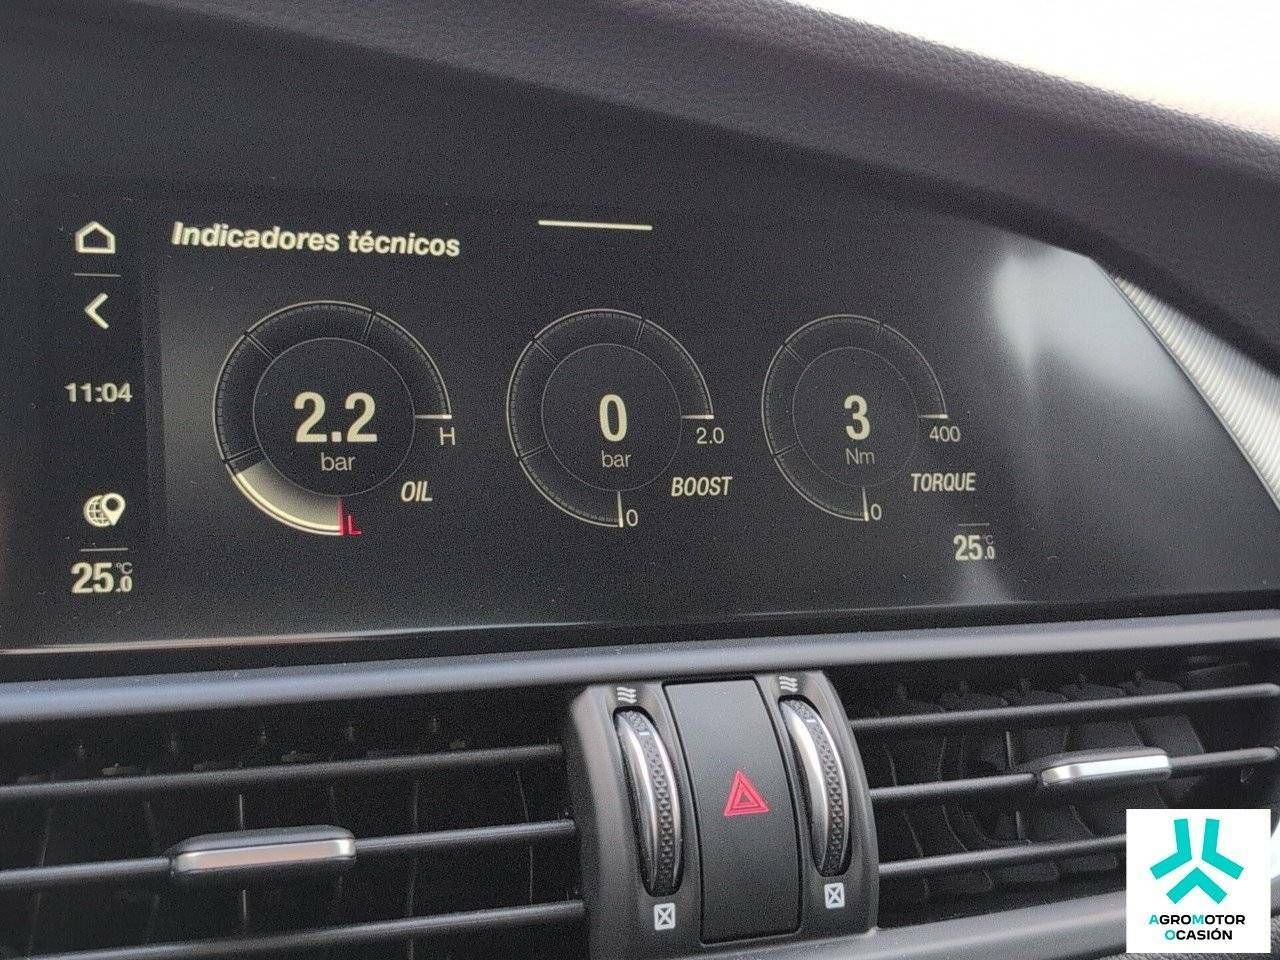 Indicadores técnicos
11:04
2.2
bar
H
L
OIL
0
bar
2.0
0
BOOST
3
Nm
400
0
TORQUE
25.0 °C
25.0 °C
AGROMOTOR
OCASIÓN